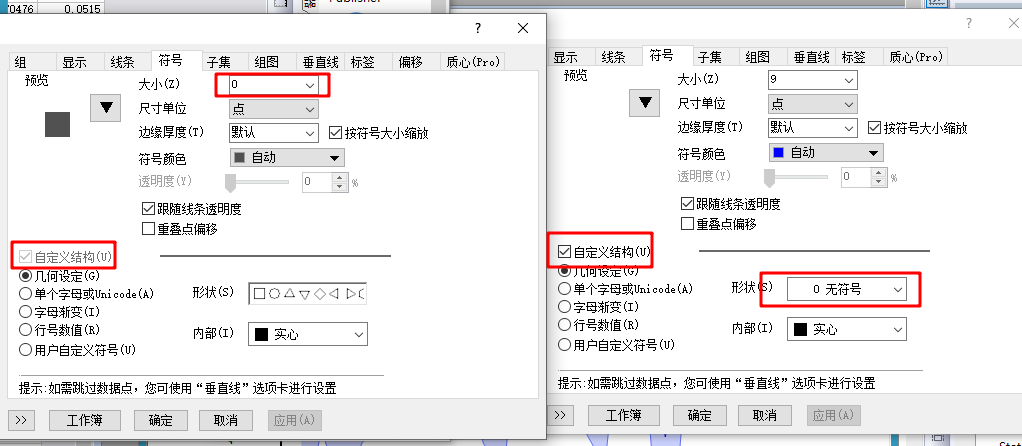 70476 0.0515
Publisher
?
组 显示 线条 符号 子集 组图 垂直线 标签 偏移 质心(Pro)
预览
大小(Z) 0
尺寸单位 点
边缘厚度(T) 默认 按符号大小缩放
符号颜色 自动
透明度(Y) 0 %
跟随线条透明度
重叠点偏移
自定义结构(U)
几何设定(G)
单个字母或Unicode(A)
字母渐变(I)
行号数值(R)
用户自定义符号(U)
形状(S)
内部(I) 实心
提示:如需跳过数据点，您可使用“垂直线”选项卡进行设置
>> 工作簿 确定 取消 应用(A)
?
显示 线条 符号 子集 组图 垂直线 标签 质心(Pro)
预览
大小(Z) 9
尺寸单位 点
边缘厚度(T) 默认 按符号大小缩放
符号颜色 自动
透明度(Y) 0 %
跟随线条透明度
重叠点偏移
自定义结构(U)
几何设定(G)
单个字母或Unicode(A)
字母渐变(I)
行号数值(R)
用户自定义符号(U)
形状(S) 0 无符号
内部(I) 实心
提示:如需跳过数据点，您可使用“垂直线”选项卡进行设置
>> 工作簿 确定 取消 应用(A)